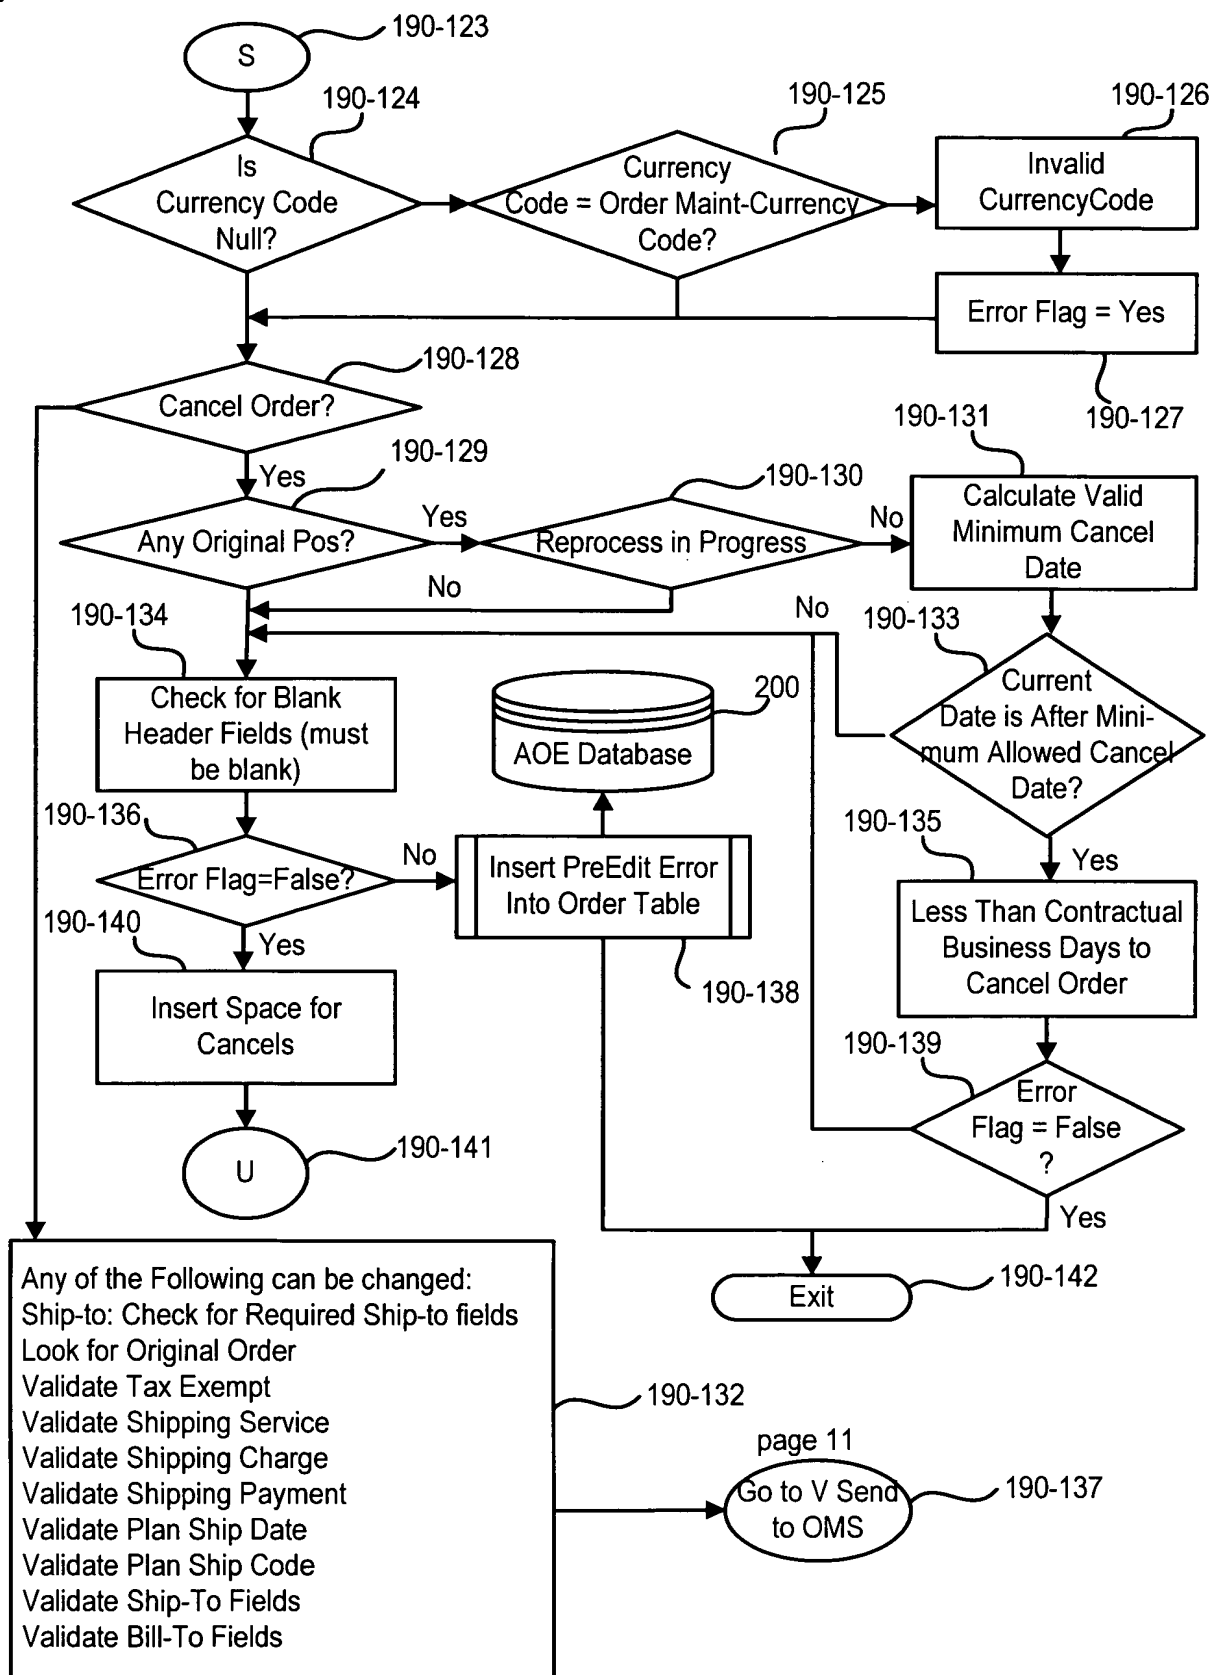 190-123
S
190-124
190-125
190-126
Is
Currency Code
Null?
Currency
Code = Order Maint-Currency
Code?
Invalid
CurrencyCode
Error Flag = Yes
190-127
190-128
Cancel Order?
Yes
190-129
Any Original Pos?
Yes
190-130
Reprocess in Progress
No
190-131
Calculate Valid
Minimum Cancel
Date
No
No
190-133
Current
Date is After Mini-
mum Allowed Cancel
Date?
190-134
Check for Blank
Header Fields (must
be blank)
200
AOE Database
190-136
Error Flag=False?
No
Insert PreEdit Error
Into Order Table
190-138
190-135
Yes
Less Than Contractual
Business Days to
Cancel Order
190-140
Yes
Insert Space for
Cancels
190-139
Error
Flag = False
?
Yes
U
190-141
Exit
190-142
Any of the Following can be changed:
Ship-to: Check for Required Ship-to fields
Look for Original Order
Validate Tax Exempt
Validate Shipping Service
Validate Shipping Charge
Validate Shipping Payment
Validate Plan Ship Date
Validate Plan Ship Code
Validate Ship-To Fields
Validate Bill-To Fields
190-132
page 11
Go to V Send
to OMS
190-137